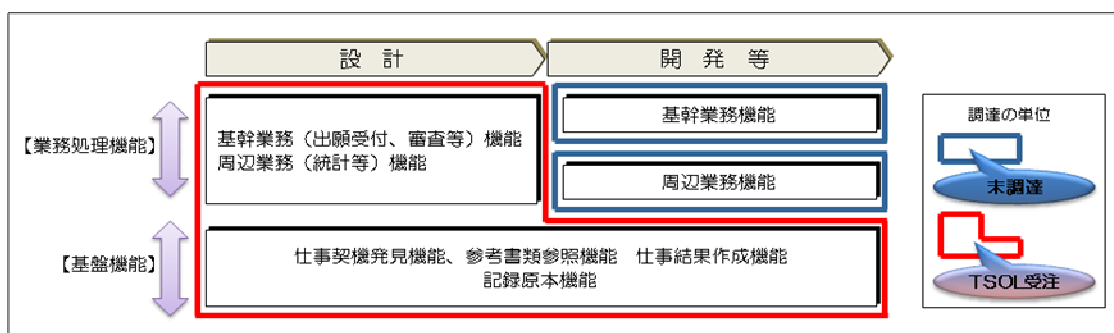 設 計
開 発 等
【業務処理機能】
基幹業務（出願受付、審査等）機能
周辺業務（統計等）機能
基幹業務機能
周辺業務機能
【基盤機能】
仕事契機発見機能、参考書類参照機能 仕事結果作成機能
記録原本機能
調達の単位
未調達
TSOL受注